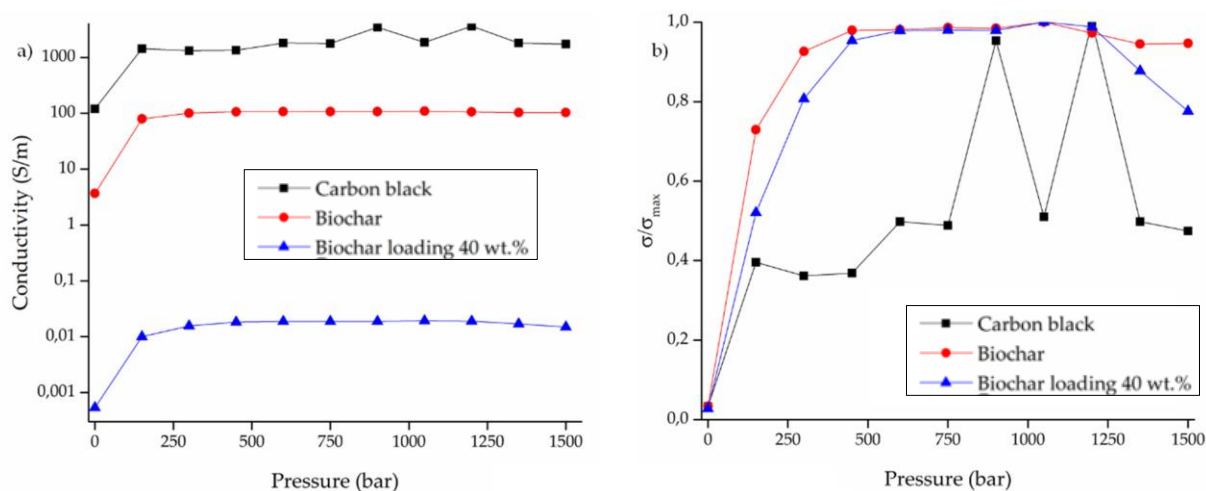 a)
Conductivity (S/m)
1000
100
10
1
0,1
0,01
0,001
Carbon black
Biochar
Biochar loading 40 wt.%
0 250 500 750 1000 1250 1500
Pressure (bar)
b)
σ/σmax
1,0
0,8
0,6
0,4
0,2
0,0
Carbon black
Biochar
Biochar loading 40 wt.%
0 250 500 750 1000 1250 1500
Pressure (bar)